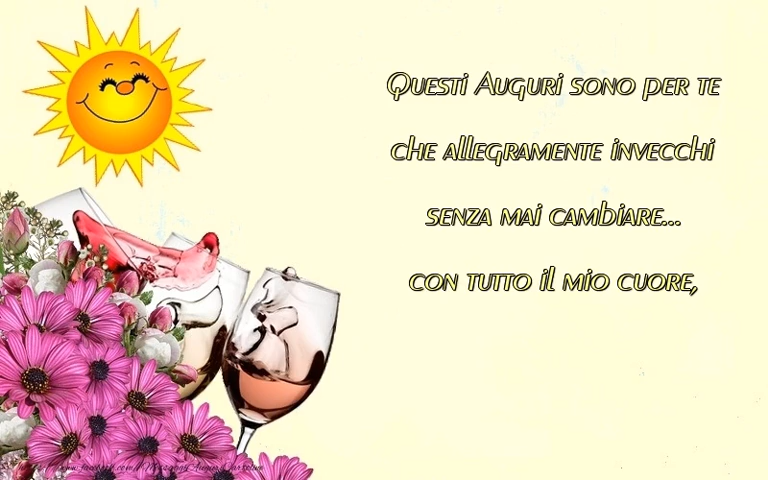 Questi Auguri sono per te
che allegramente invecchi
senza mai cambiare...
con tutto il mio cuore,